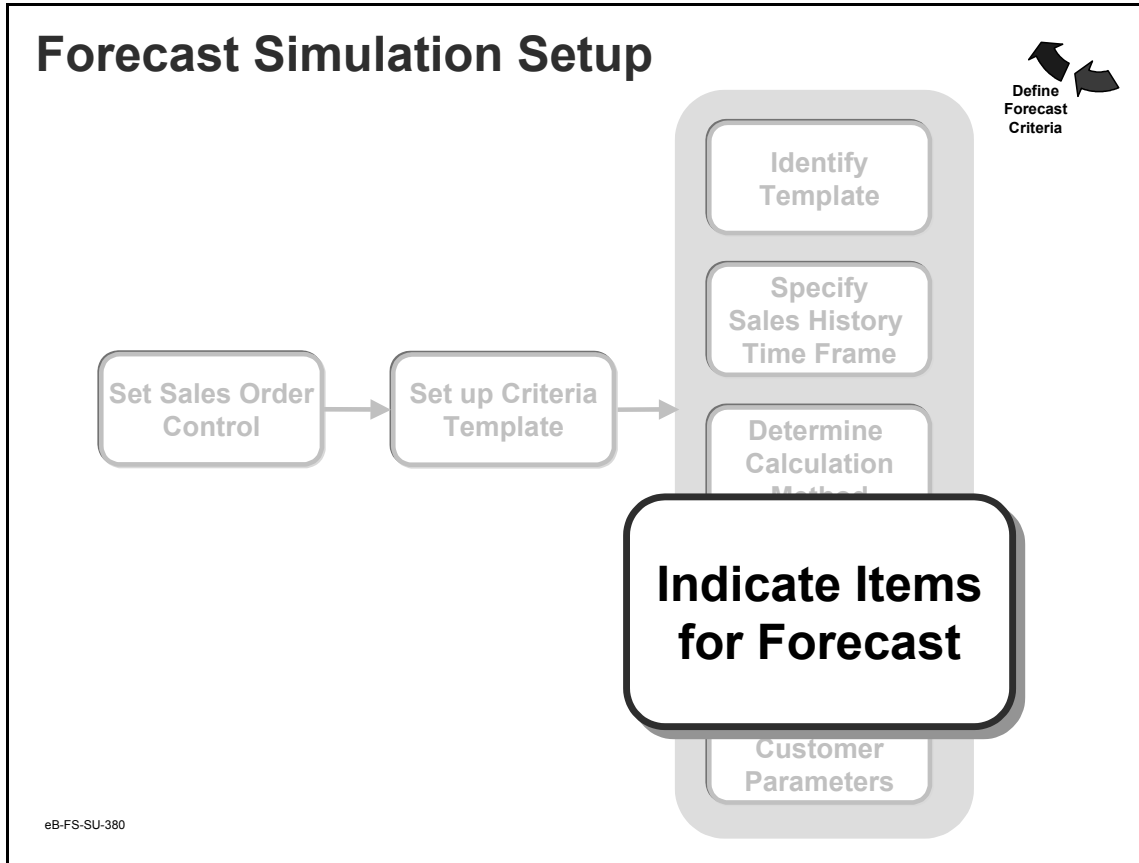 Forecast Simulation Setup
Define
Forecast
Criteria
Identify
Template
Specify
Sales History
Time Frame
Set Sales Order
Control
Set up Criteria
Template
Determine
Calculation
Method
Indicate Items
for Forecast
Customer
Parameters
eB-FS-SU-380